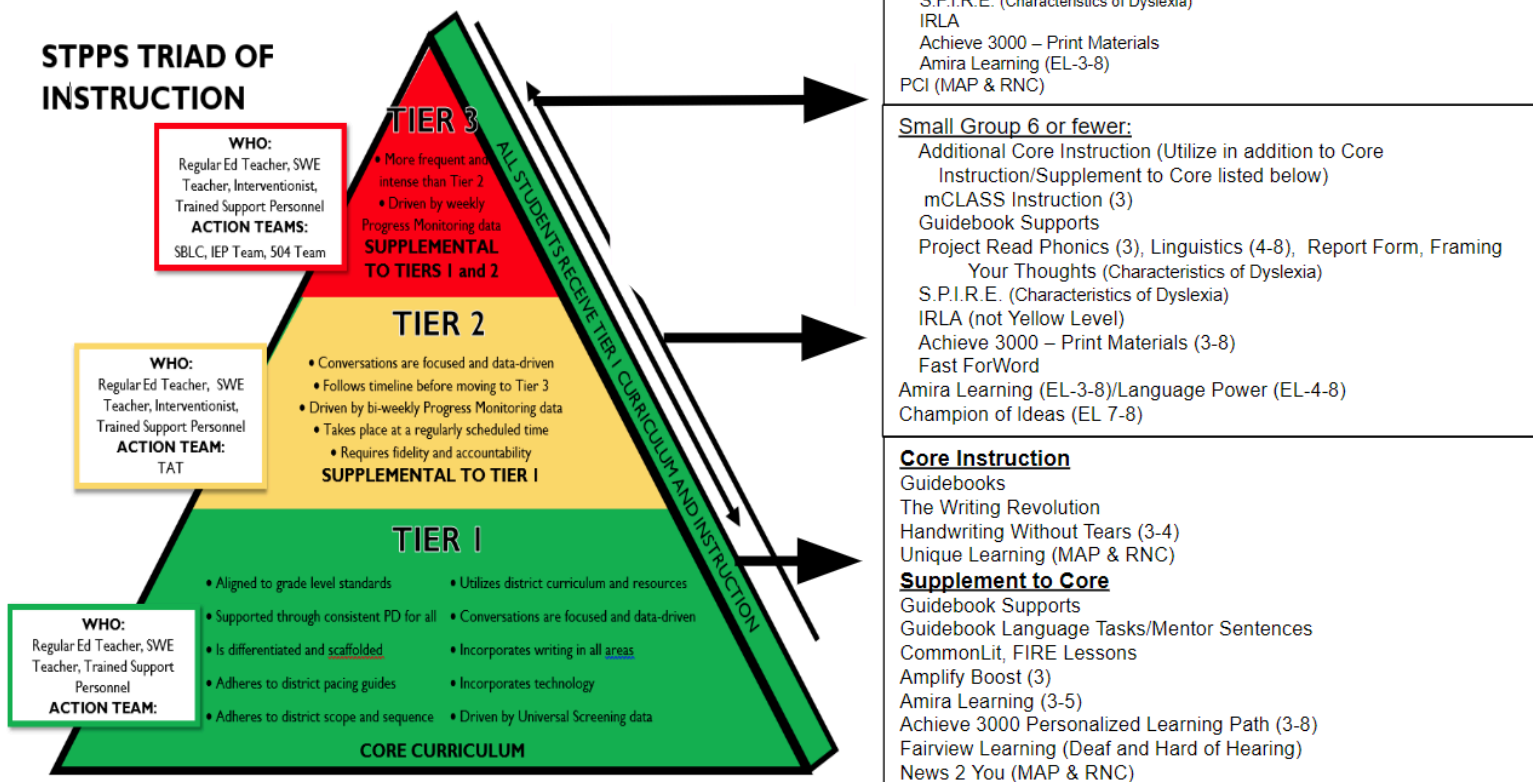 STPPS TRIAD OF
INSTRUCTION
WHO:
Regular Ed Teacher, SWE
Teacher, Interventionist,
Trained Support Personnel
ACTION TEAMS:
SBLC, IEP Team, 504 Team
TIER 3
• More frequent and
intense than Tier 2
• Driven by weekly
Progress Monitoring data
SUPPLEMENTAL
TO TIERS 1 and 2
WHO:
Regular Ed Teacher, SWE
Teacher, Interventionist,
Trained Support Personnel
ACTION TEAM:
TAT
TIER 2
• Conversations are focused and data-driven
• Follows timeline before moving to Tier 3
• Driven by bi-weekly Progress Monitoring data
• Takes place at a regularly scheduled time
• Requires fidelity and accountability
SUPPLEMENTAL TO TIER 1
WHO:
Regular Ed Teacher, SWE
Teacher, Trained Support
Personnel
ACTION TEAM:
TIER 1
• Aligned to grade level standards
• Supported through consistent PD for all
• Is differentiated and scaffolded
• Adheres to district pacing guides
• Adheres to district scope and sequence
• Utilizes district curriculum and resources
• Conversations are focused and data-driven
• Incorporates writing in all areas
• Incorporates technology
• Driven by Universal Screening data
CORE CURRICULUM
ALL STUDENTS RECEIVE TIER 1 CURRICULUM AND INSTRUCTION
S.P.I.R.E. (Characteristics of Dyslexia)
IRLA
Achieve 3000 – Print Materials
Amira Learning (EL-3-8)
PCI (MAP & RNC)
Small Group 6 or fewer:
Additional Core Instruction (Utilize in addition to Core
Instruction/Supplement to Core listed below)
mCLASS Instruction (3)
Guidebook Supports
Project Read Phonics (3), Linguistics (4-8), Report Form, Framing
Your Thoughts (Characteristics of Dyslexia)
S.P.I.R.E. (Characteristics of Dyslexia)
IRLA (not Yellow Level)
Achieve 3000 – Print Materials (3-8)
Fast ForWord
Amira Learning (EL-3-8)/Language Power (EL-4-8)
Champion of Ideas (EL 7-8)
Core Instruction
Guidebooks
The Writing Revolution
Handwriting Without Tears (3-4)
Unique Learning (MAP & RNC)
Supplement to Core
Guidebook Supports
Guidebook Language Tasks/Mentor Sentences
CommonLit, FIRE Lessons
Amplify Boost (3)
Amira Learning (3-5)
Achieve 3000 Personalized Learning Path (3-8)
Fairview Learning (Deaf and Hard of Hearing)
News 2 You (MAP & RNC)